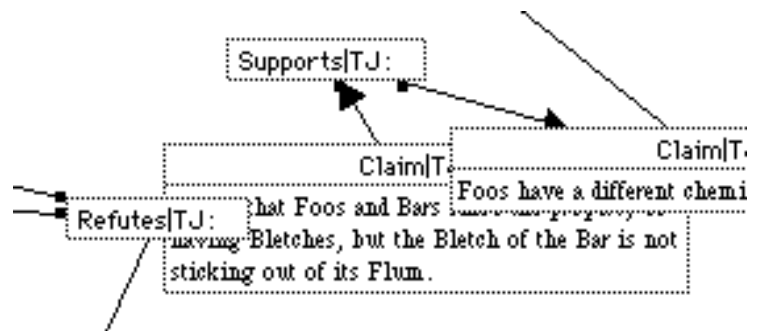 Supports|TJ:
Claim|T
Claim|T
Foos have a different chemi
Refutes|TJ:
hat Foos and Bars
having Bletches, but the Bletch of the Bar is not
sticking out of its Flum.